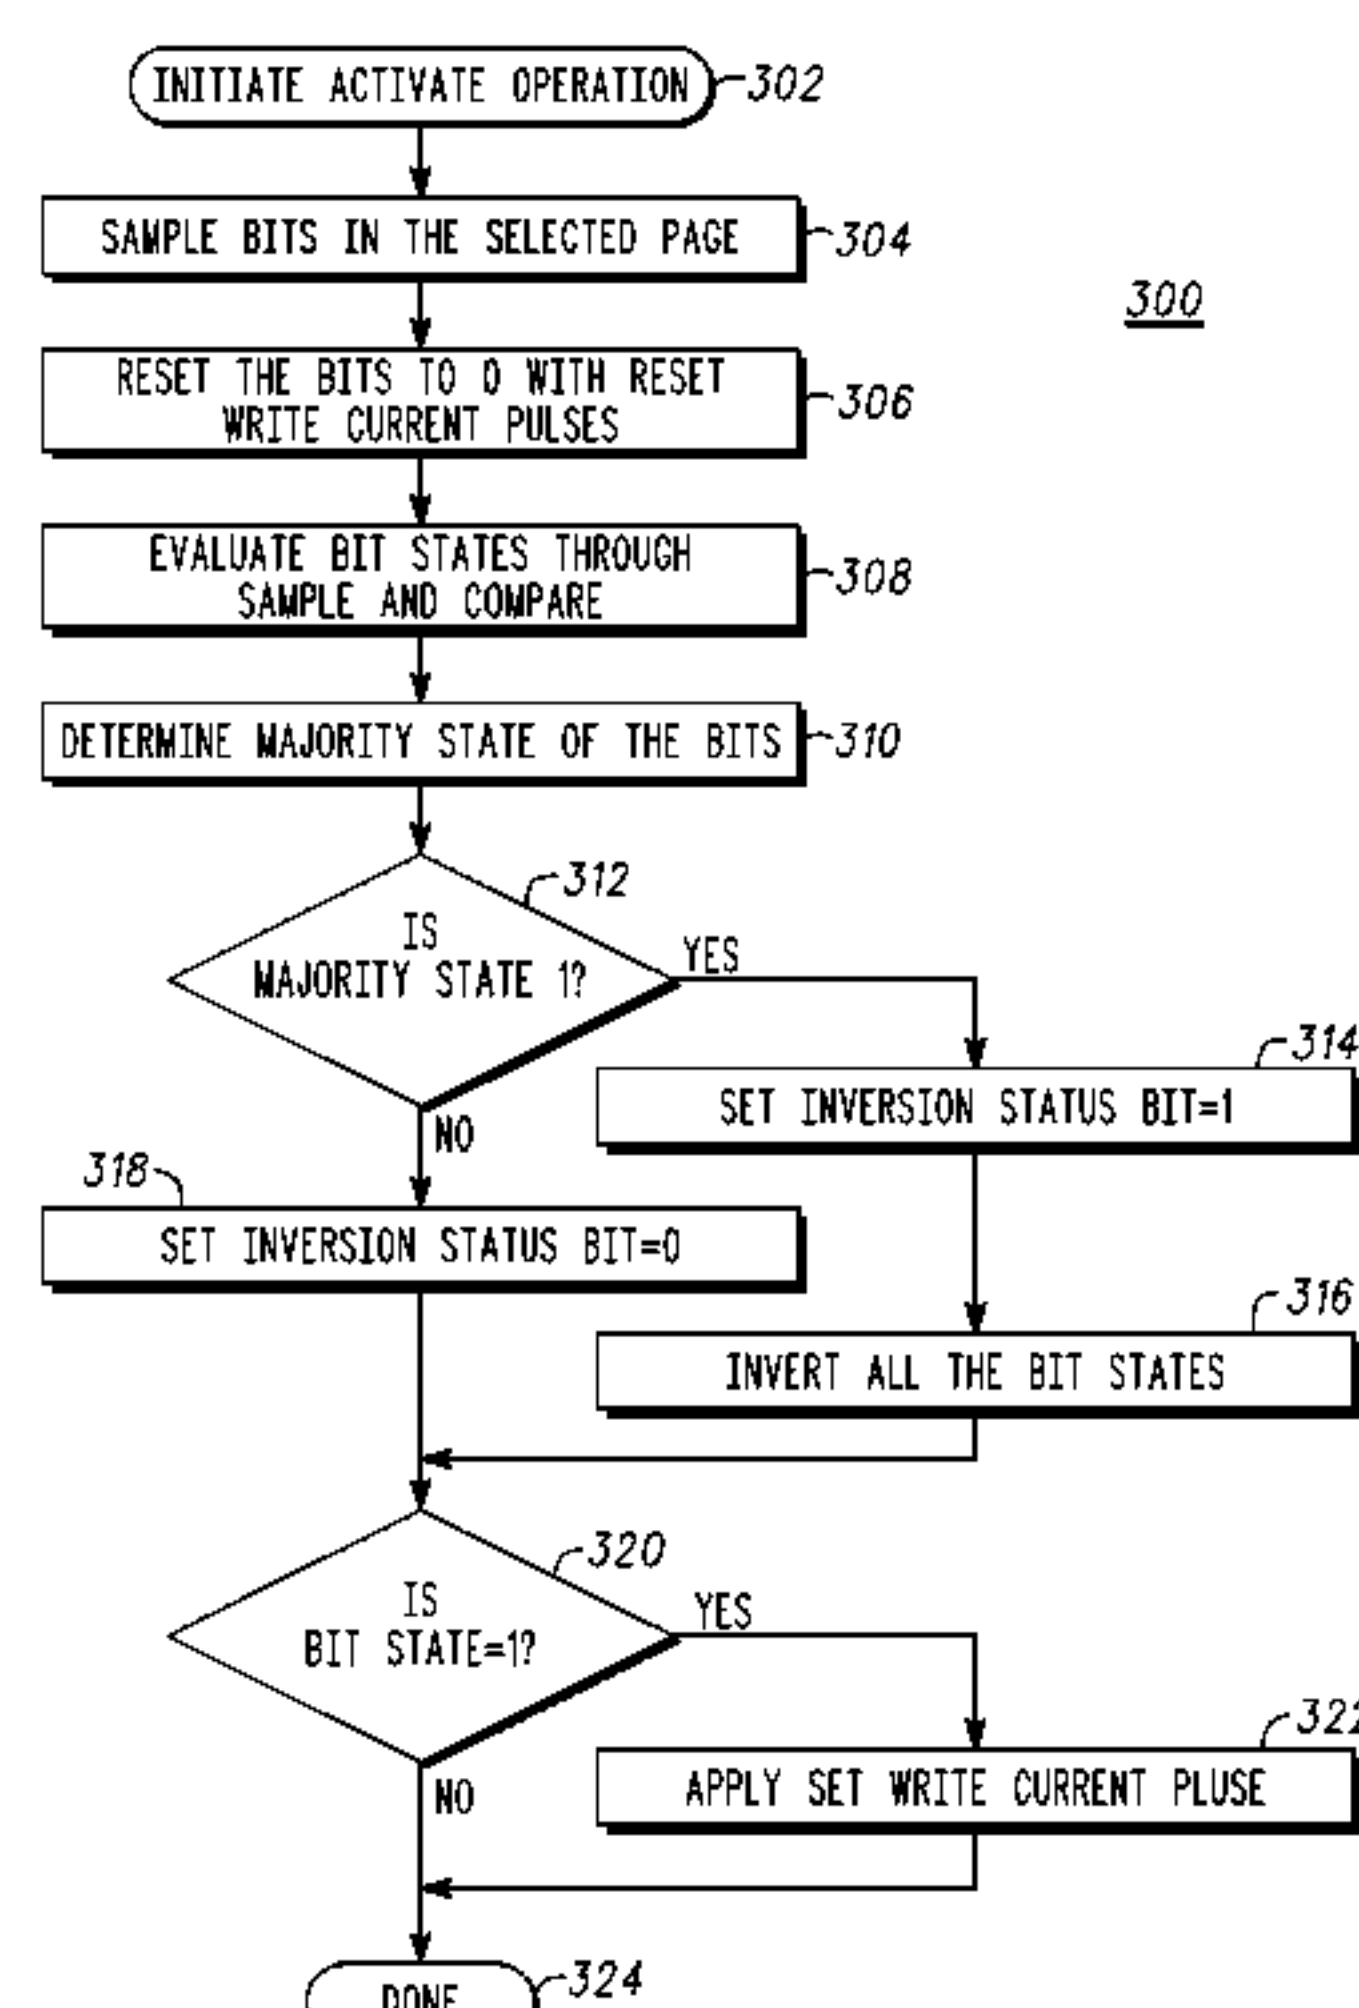 INITIATE ACTIVATE OPERATION
302
SAMPLE BITS IN THE SELECTED PAGE
304
300
RESET THE BITS TO 0 WITH RESET
WRITE CURRENT PULSES
306
EVALUATE BIT STATES THROUGH
SAMPLE AND COMPARE
308
DETERMINE MAJORITY STATE OF THE BITS
310
312
IS
MAJORITY STATE 1?
YES
NO
314
SET INVERSION STATUS BIT=1
318
SET INVERSION STATUS BIT=0
316
INVERT ALL THE BIT STATES
320
IS
BIT STATE=1?
YES
NO
322
APPLY SET WRITE CURRENT PLUSE
DONE
324